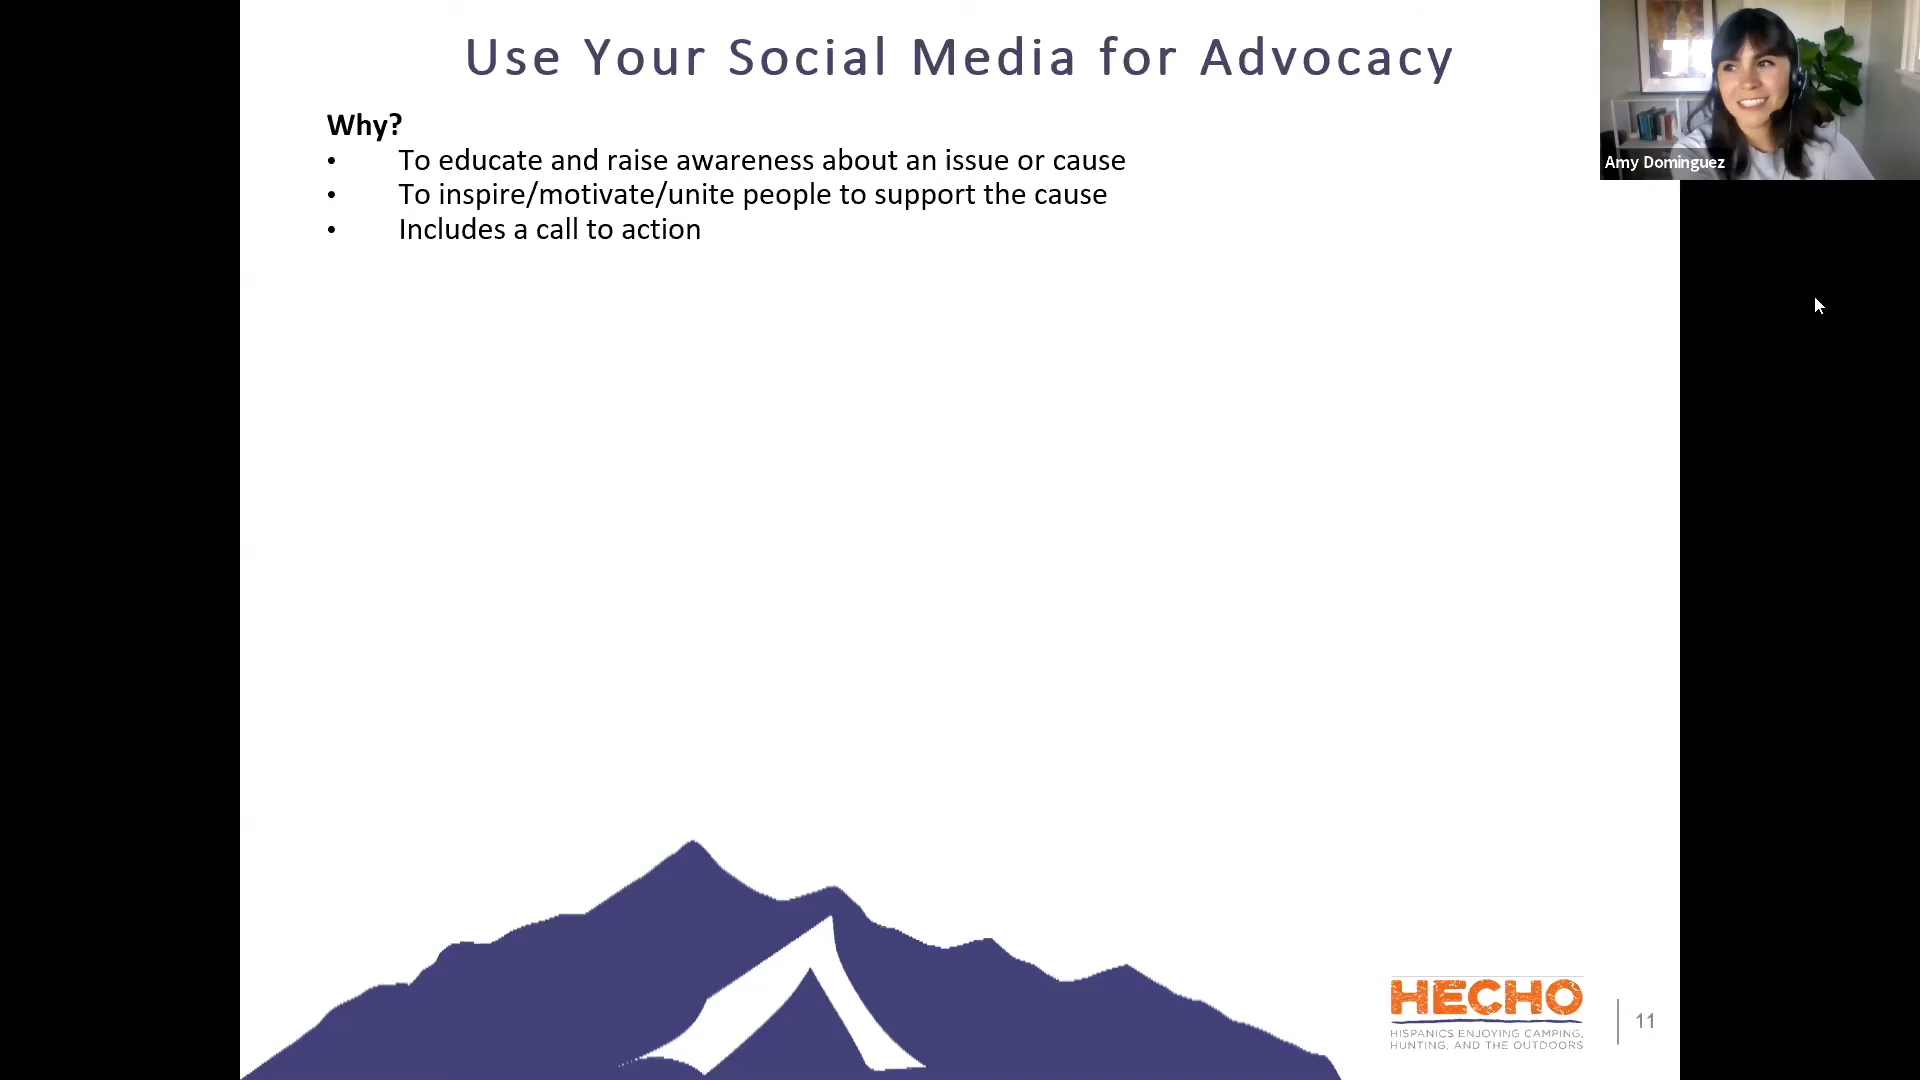 Use Your Social Media for Advocacy
Why?
• To educate and raise awareness about an issue or cause
• To inspire/motivate/unite people to support the cause
• Includes a call to action
Amy Dominguez
HECHO
HISPANICS ENJOYING CAMPING,
HUNTING, AND THE OUTDOORS
11